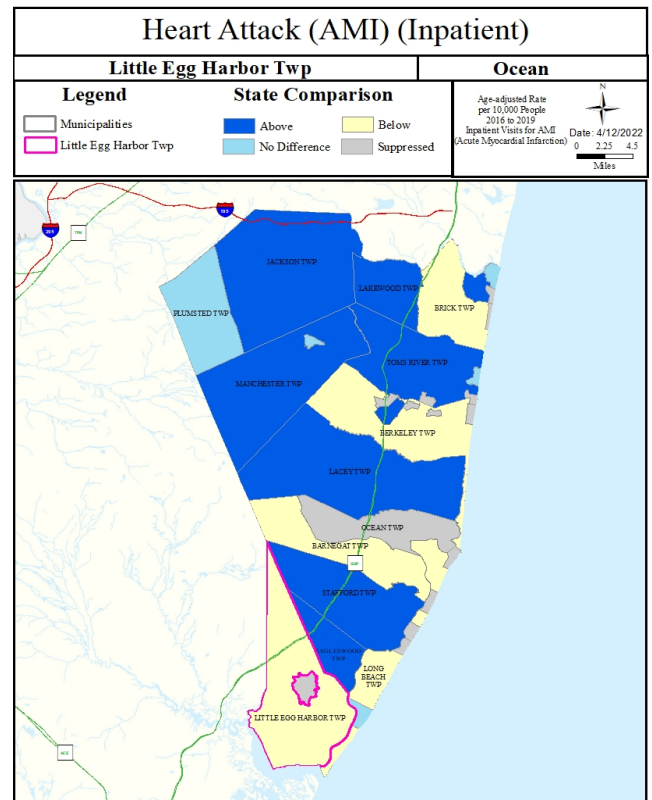 Heart Attack (AMI) (Inpatient)
Little Egg Harbor Twp
Ocean
Legend
Municipalities
Little Egg Harbor Twp
State Comparison
Above
Below
No Difference
Suppressed
Age-adjusted Rate
per 10,000 People
2016 to 2019
Inpatient Visits for AMI
(Acute Myocardial Infarction)
N
Date: 4/12/2022
0 2.25 4.5
Miles
195
JACKSON TWP
LAKEWOOD TWP
PLUMSTED TWP
BRICK TWP
TOMS RIVER TWP
MANCHESTER TWP
BERKELEY TWP
LACEY TWP
OCEAN TWP
BARNEGAT TWP
GSP
STAFFORD TWP
EAGLESWOOD
TWP
LONG
BEACH
TWP
LITTLE EGG HARBOR TWP